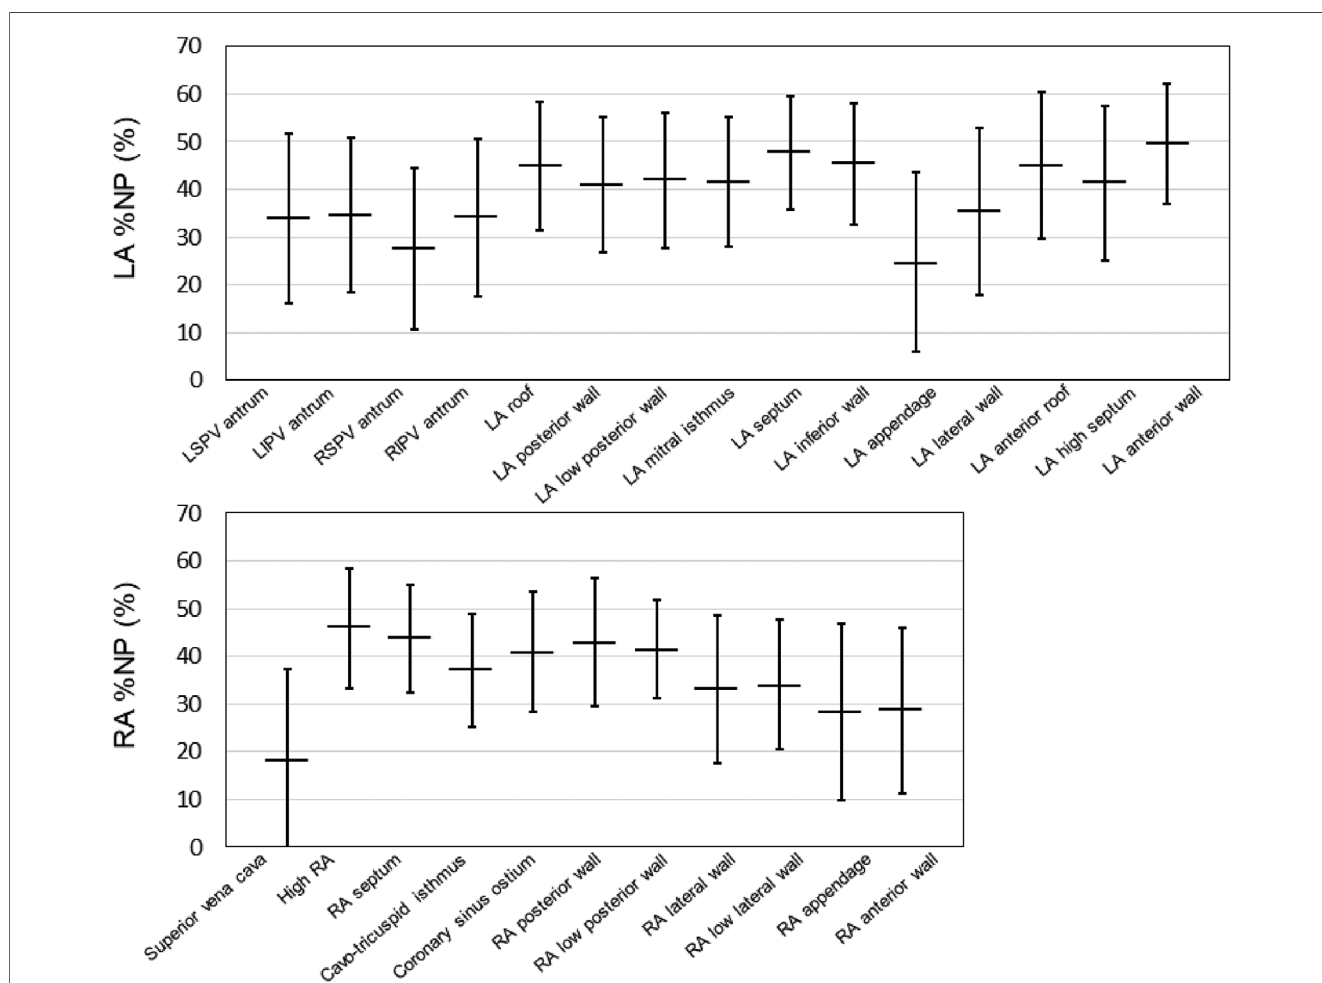 LA %NP (%)
70
60
50
40
30
20
10
0
LSPV antrum
LIPV antrum
RSPV antrum
RIPV antrum
LA roof
LA posterior wall
LA low posterior wall
LA mitral isthmus
LA septum
LA inferior wall
LA appendage
LA lateral wall
LA anterior roof
LA high septum
LA anterior wall
RA %NP (%)
70
60
50
40
30
20
10
0
Superior vena cava
High RA
RA septum
Cavo-tricuspid isthmus
Coronary sinus ostium
RA posterior wall
RA low posterior wall
RA lateral wall
RA low lateral wall
RA appendage
RA anterior wall